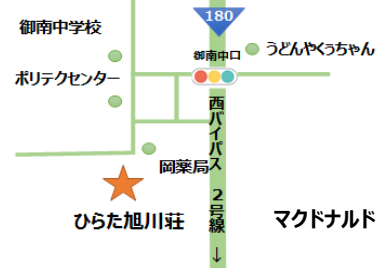 180
御南中学校
御南中口
うどんやくぅちゃん
ポリテクセンター
西バイパス 2号線 ↓
岡薬局
ひらた旭川荘
マクドナルド